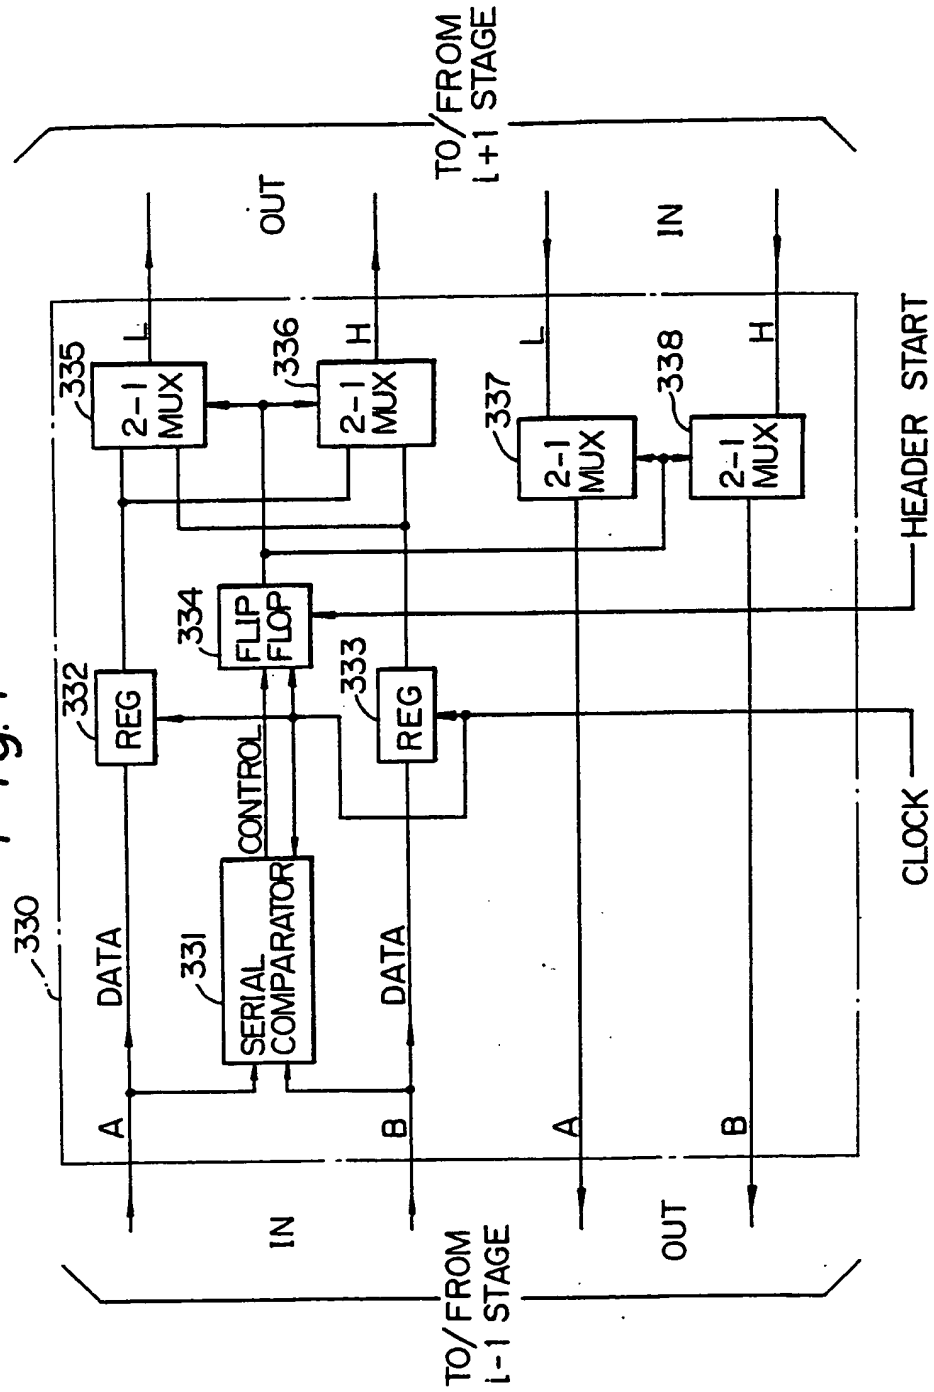 330
IN
A
DATA
332
REG
335
2-1
MUX
L
OUT
331
SERIAL
COMPARATOR
CONTROL
334
FLIP
FLOP
336
2-1
MUX
H
B
DATA
333
REG
TO/FROM
i-1 STAGE
TO/FROM
i+1 STAGE
A
337
2-1
MUX
L
IN
OUT
B
338
2-1
MUX
H
CLOCK
HEADER START